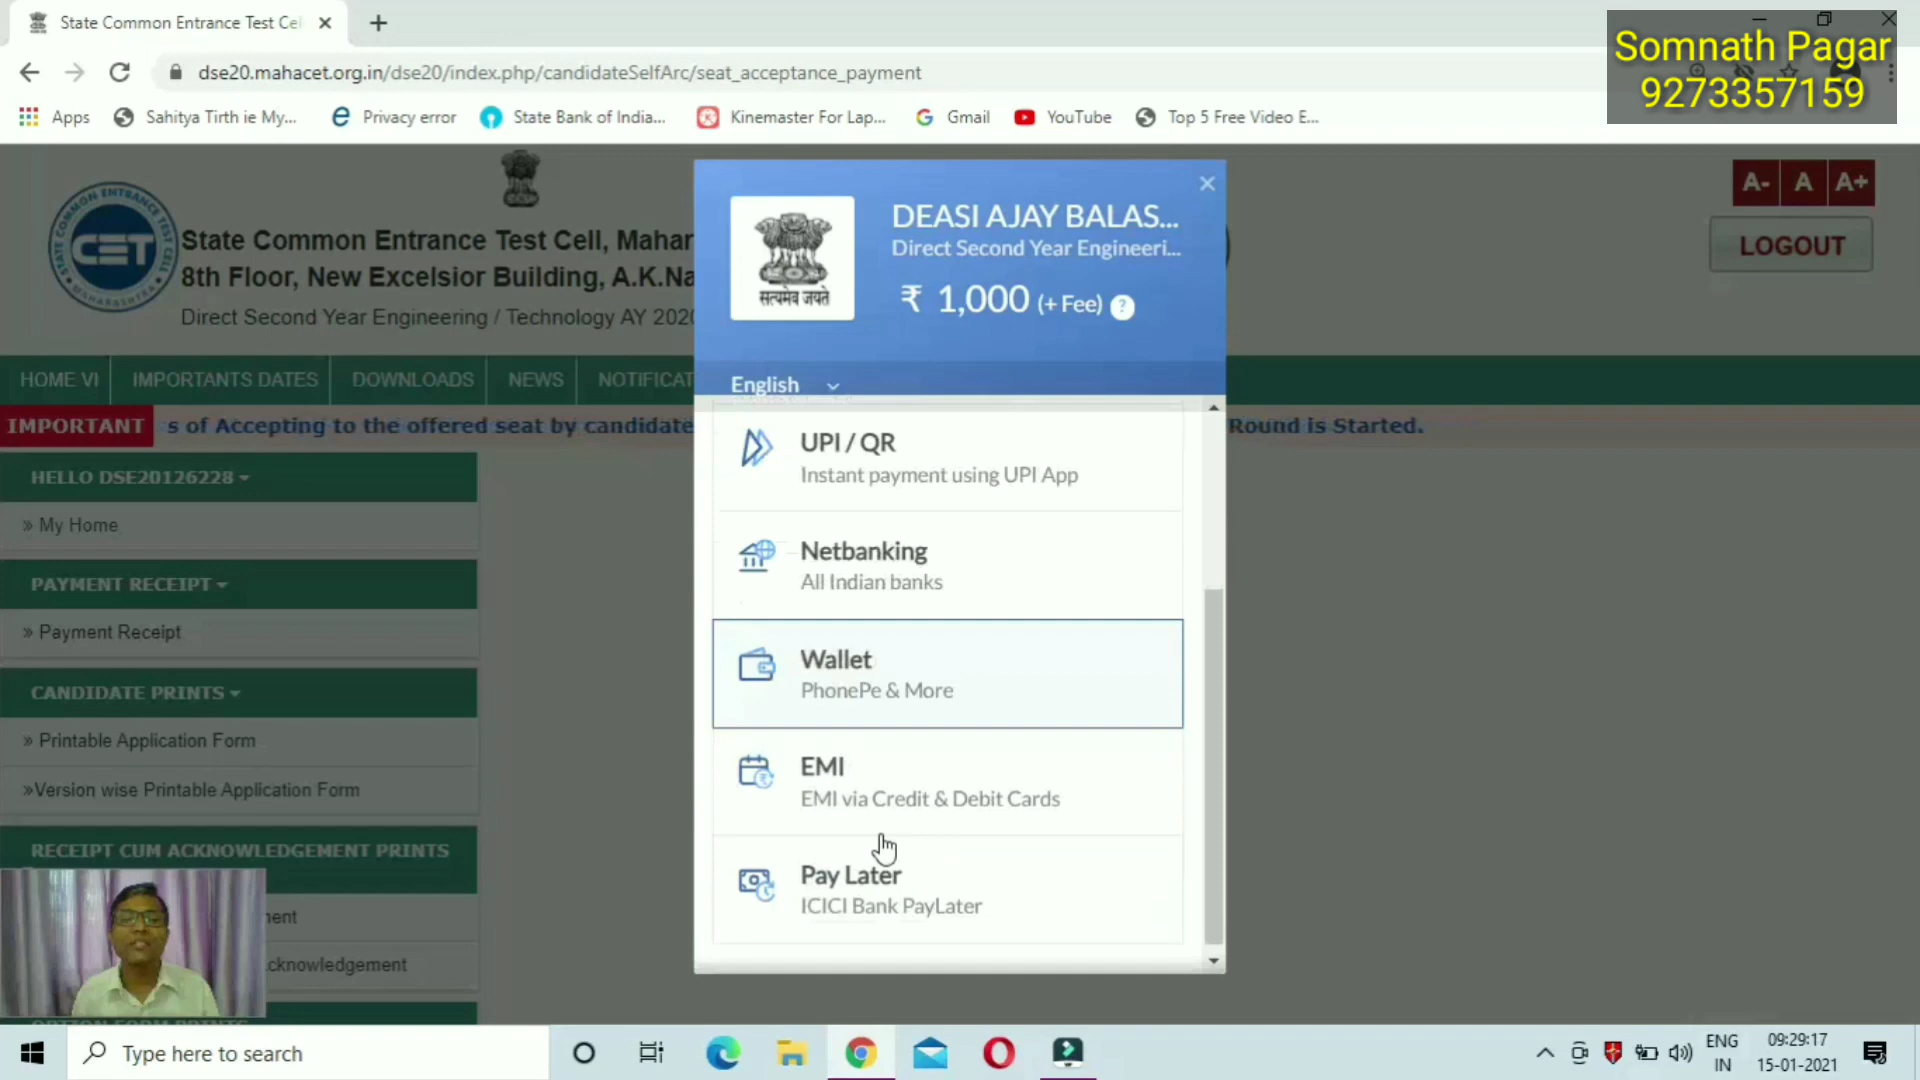 State Common Entrance Test Cel
Somnath Pagar
9273357159
dse20.mahacet.org.in/dse20/index.php/candidateSelfArc/seat_acceptance_payment
Apps
Sahitya Tirth ie My...
Privacy error
State Bank of India...
Kinemaster For Lap...
Gmail
YouTube
Top 5 Free Video E...
STATE COMMON ENTRANCE TEST CELL
CET
MAHARASHTRA
State Common Entrance Test Cell, Mahar
8th Floor, New Excelsior Building, A.K.Na
Direct Second Year Engineering / Technology AY 202
A- A A+
LOGOUT
HOME VI
IMPORTANTS DATES
DOWNLOADS
NEWS
NOTIFICAT
IMPORTANT
s of Accepting to the offered seat by candidate
Round is Started.
HELLO DSE20126228
» My Home
PAYMENT RECEIPT
» Payment Receipt
CANDIDATE PRINTS
» Printable Application Form
»Version wise Printable Application Form
RECEIPT CUM ACKNOWLEDGEMENT PRINTS
ent
cknowledgement
सत्यमेव जयते
DEASI AJAY BALAS...
Direct Second Year Engineeri...
₹ 1,000 (+ Fee) ?
English
UPI / QR
Instant payment using UPI App
Netbanking
All Indian banks
Wallet
PhonePe & More
EMI
EMI via Credit & Debit Cards
Pay Later
ICICI Bank PayLater
Type here to search
ENG
IN
09:29:17
15-01-2021